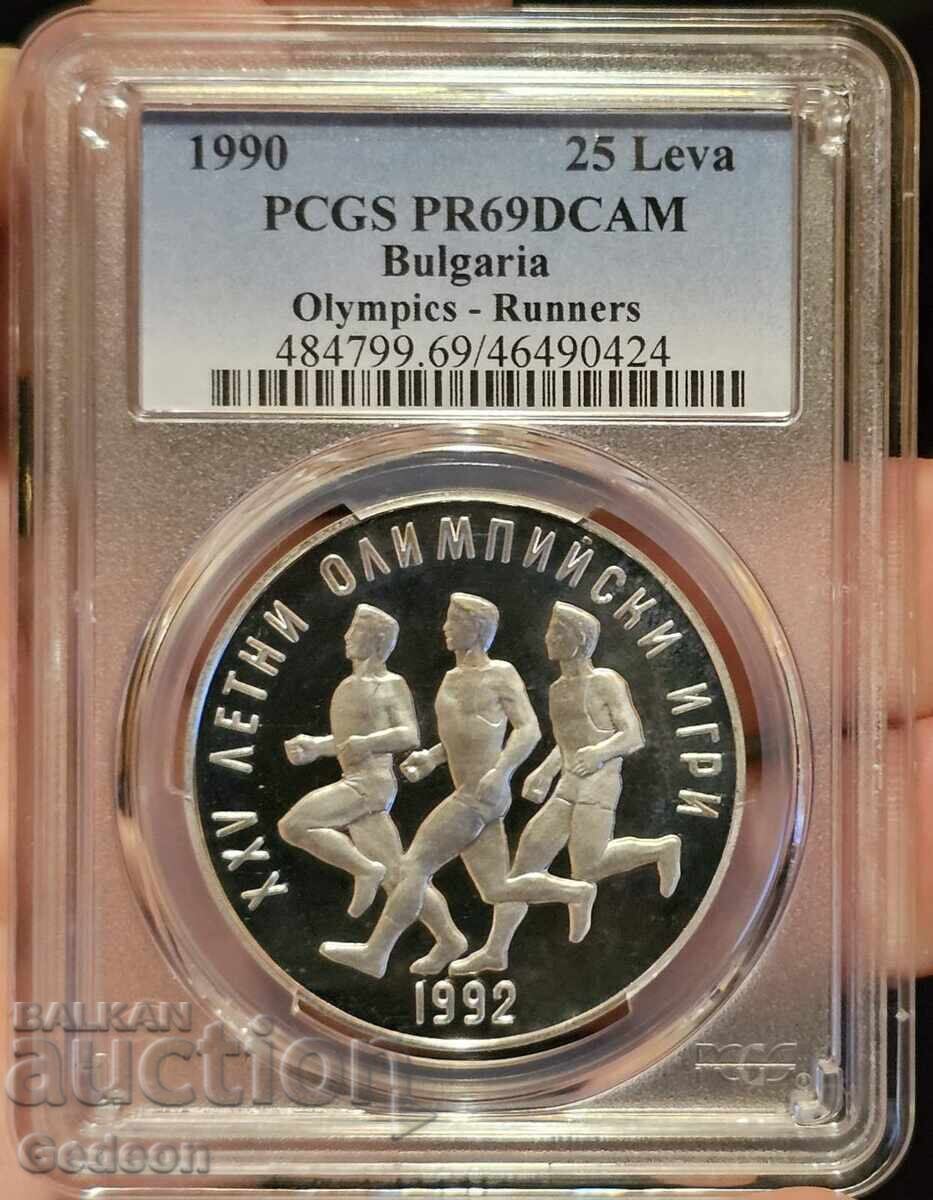 1990 25 Leva
PCGS PR69DCAM
Bulgaria
Olympics - Runners
484799.69/46490424
XXV ЛЕТНИ ОЛИМПИЙСКИ ИГРИ
1992
PCGS
BALKAN
auction
Gedeon